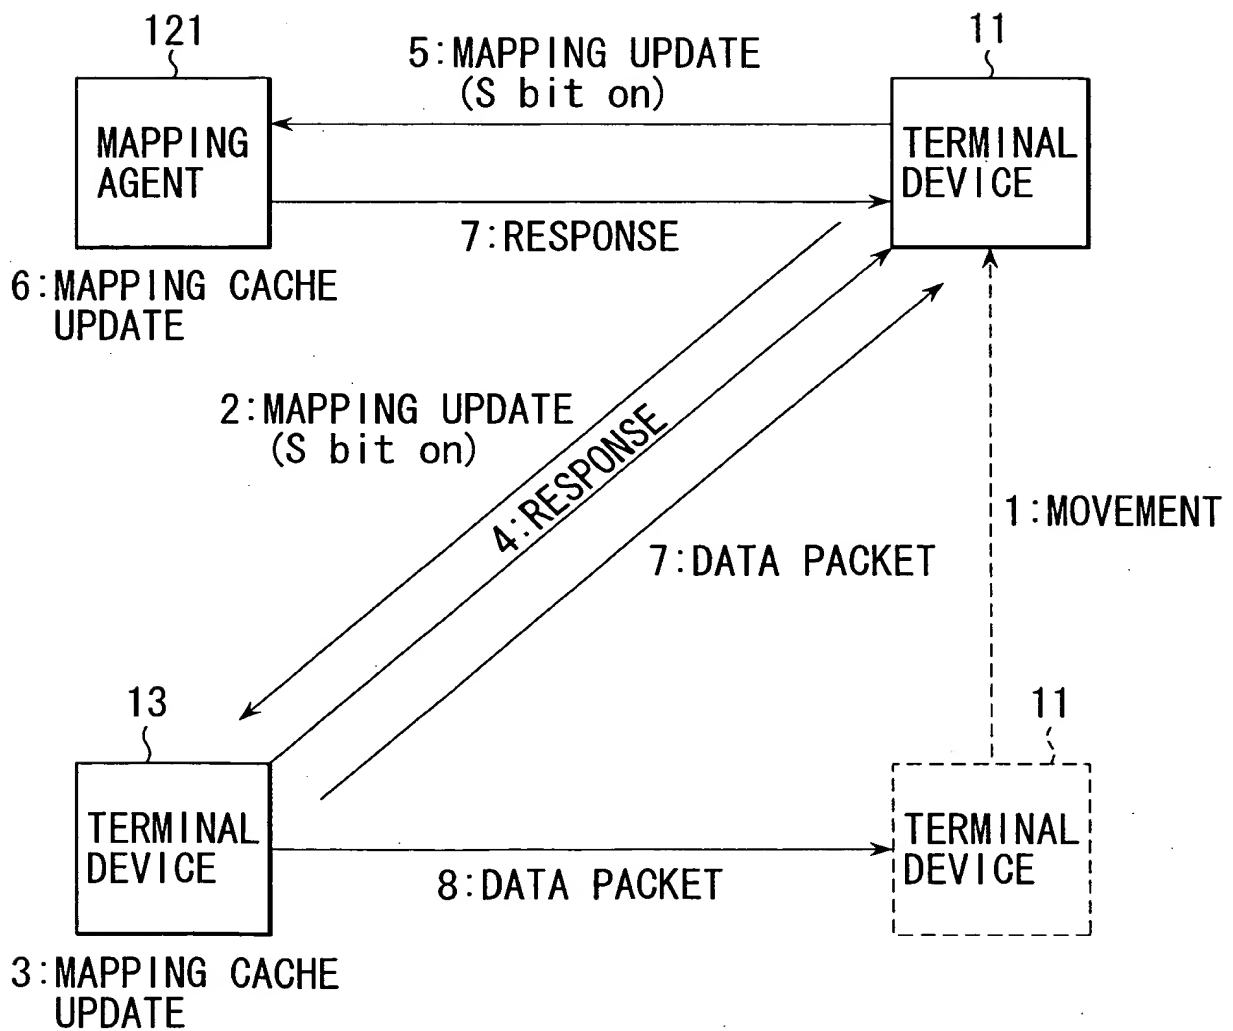 121
11
5:MAPPING UPDATE
(S bit on)
MAPPING
AGENT
TERMINAL
DEVICE
7:RESPONSE
6:MAPPING CACHE
UPDATE
2:MAPPING UPDATE
(S bit on)
4:RESPONSE
1:MOVEMENT
7:DATA PACKET
13
11
TERMINAL
DEVICE
TERMINAL
DEVICE
8:DATA PACKET
3:MAPPING CACHE
UPDATE